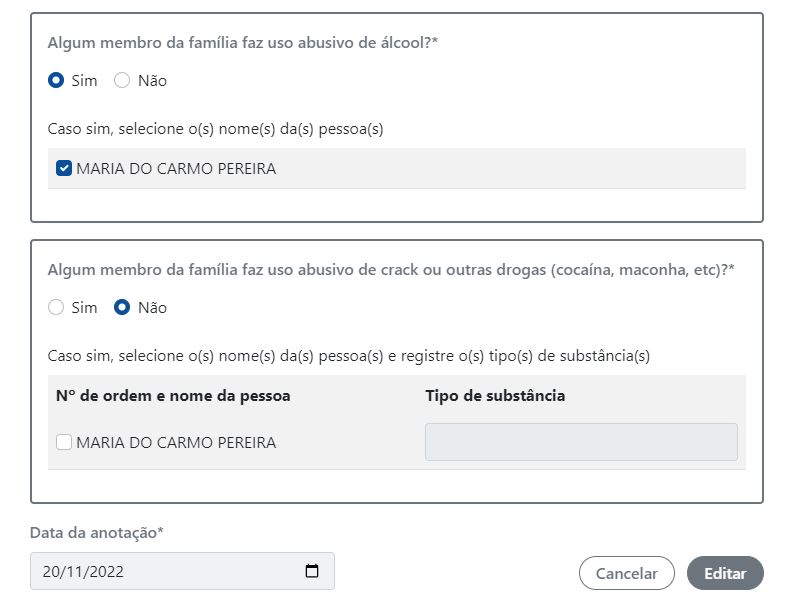 Algum membro da família faz uso abusivo de álcool?*
Sim Não
Caso sim, selecione o(s) nome(s) da(s) pessoa(s)
MARIA DO CARMO PEREIRA
Algum membro da família faz uso abusivo de crack ou outras drogas (cocaína, maconha, etc)?*
Sim Não
Caso sim, selecione o(s) nome(s) da(s) pessoa(s) e registre o(s) tipo(s) de substância(s)
Nº de ordem e nome da pessoa Tipo de substância
MARIA DO CARMO PEREIRA
Data da anotação*
20/11/2022 Cancelar Editar